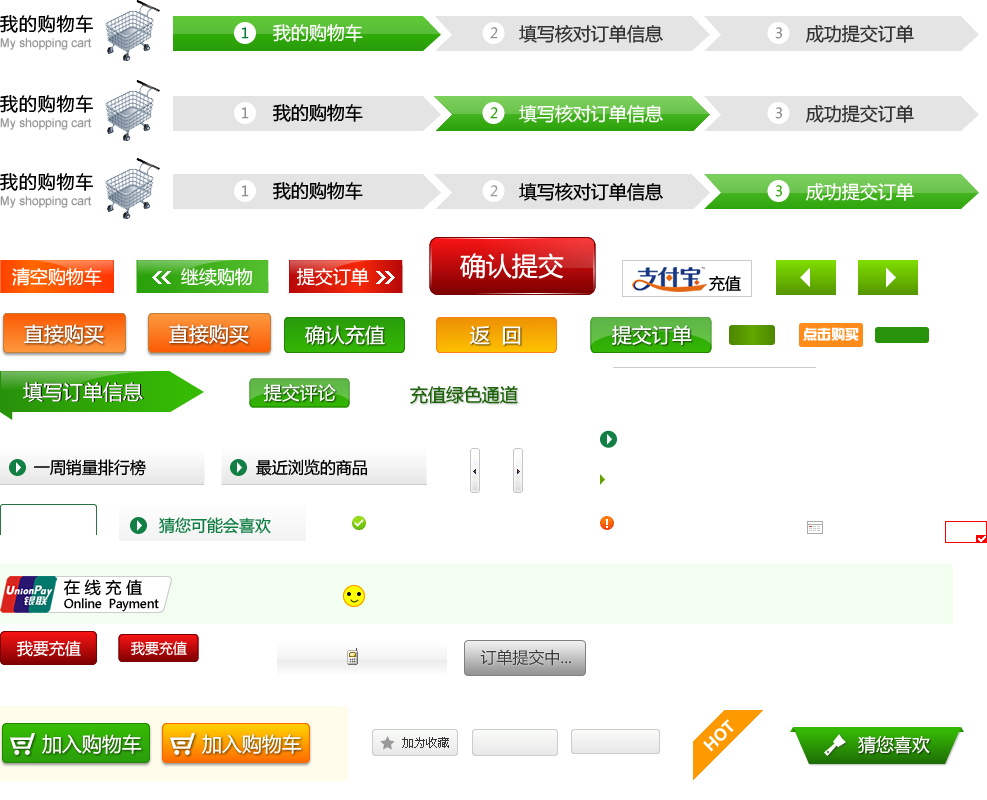 我的购物车
My shopping cart
1 我的购物车 2 填写核对订单信息 3 成功提交订单
我的购物车
My shopping cart
1 我的购物车 2 填写核对订单信息 3 成功提交订单
我的购物车
My shopping cart
1 我的购物车 2 填写核对订单信息 3 成功提交订单
清空购物车
继续购物
提交订单
确认提交
支付宝 充值
直接购买
直接购买
确认充值
返 回
提交订单
点击购买
填写订单信息
提交评论
充值绿色通道
一周销量排行榜
最近浏览的商品
猜您可能会喜欢
UnionPay
银联
在线充值
Online Payment
我要充值
我要充值
订单提交中...
加入购物车
加入购物车
加为收藏
HOT
猜您喜欢